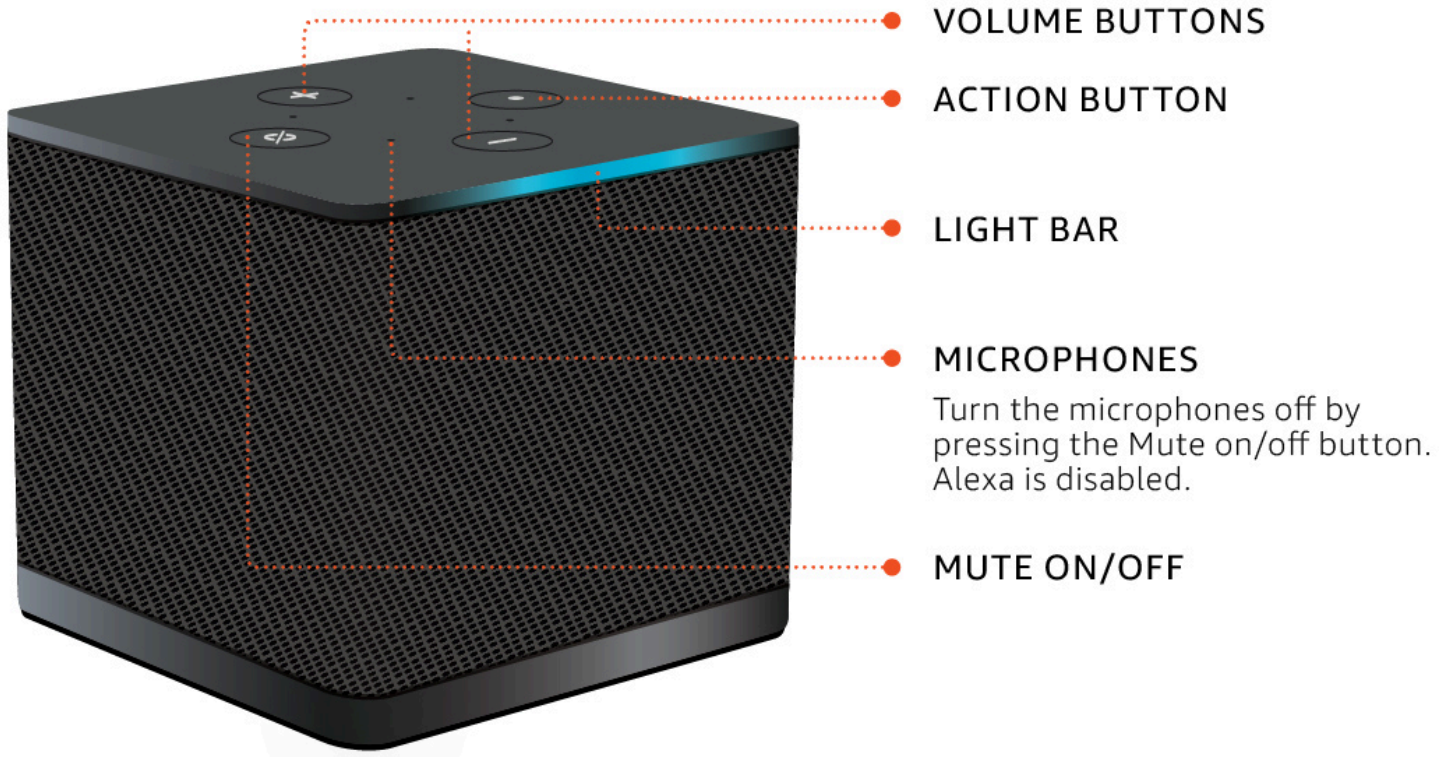 VOLUME BUTTONS
ACTION BUTTON
LIGHT BAR
MICROPHONES
Turn the microphones off by
pressing the Mute on/off button.
Alexa is disabled.
MUTE ON/OFF